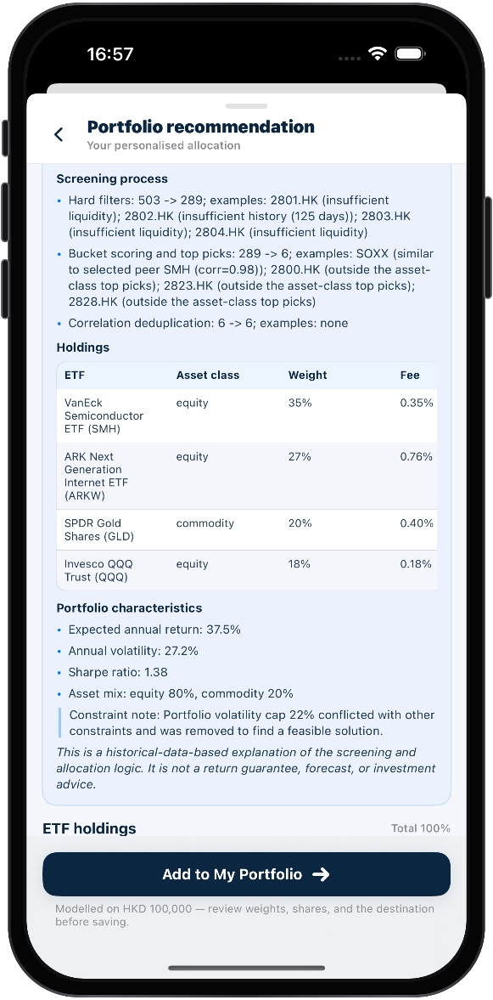 16:57
Portfolio recommendation
Your personalised allocation
Screening process
• Hard filters: 503 -> 289; examples: 2801.HK (insufficient
liquidity); 2802.HK (insufficient history (125 days)); 2803.HK
(insufficient liquidity); 2804.HK (insufficient liquidity)
• Bucket scoring and top picks: 289 -> 6; examples: SOXX (similar
to selected peer SMH (corr=0.98)); 2800.HK (outside the asset-
class top picks); 2823.HK (outside the asset-class top picks);
2828.HK (outside the asset-class top picks)
• Correlation deduplication: 6 -> 6; examples: none
Holdings
ETF Asset class Weight Fee
VanEck equity 35% 0.35%
Semiconductor
ETF (SMH)
ARK Next equity 27% 0.76%
Generation
Internet ETF
(ARKW)
SPDR Gold commodity 20% 0.40%
Shares (GLD)
Invesco QQQ equity 18% 0.18%
Trust (QQQ)
Portfolio characteristics
• Expected annual return: 37.5%
• Annual volatility: 27.2%
• Sharpe ratio: 1.38
• Asset mix: equity 80%, commodity 20%
Constraint note: Portfolio volatility cap 22% conflicted with other
constraints and was removed to find a feasible solution.
This is a historical-data-based explanation of the screening and
allocation logic. It is not a return guarantee, forecast, or investment
advice.
ETF holdings Total 100%
Add to My Portfolio →
Modelled on HKD 100,000 — review weights, shares, and the destination
before saving.